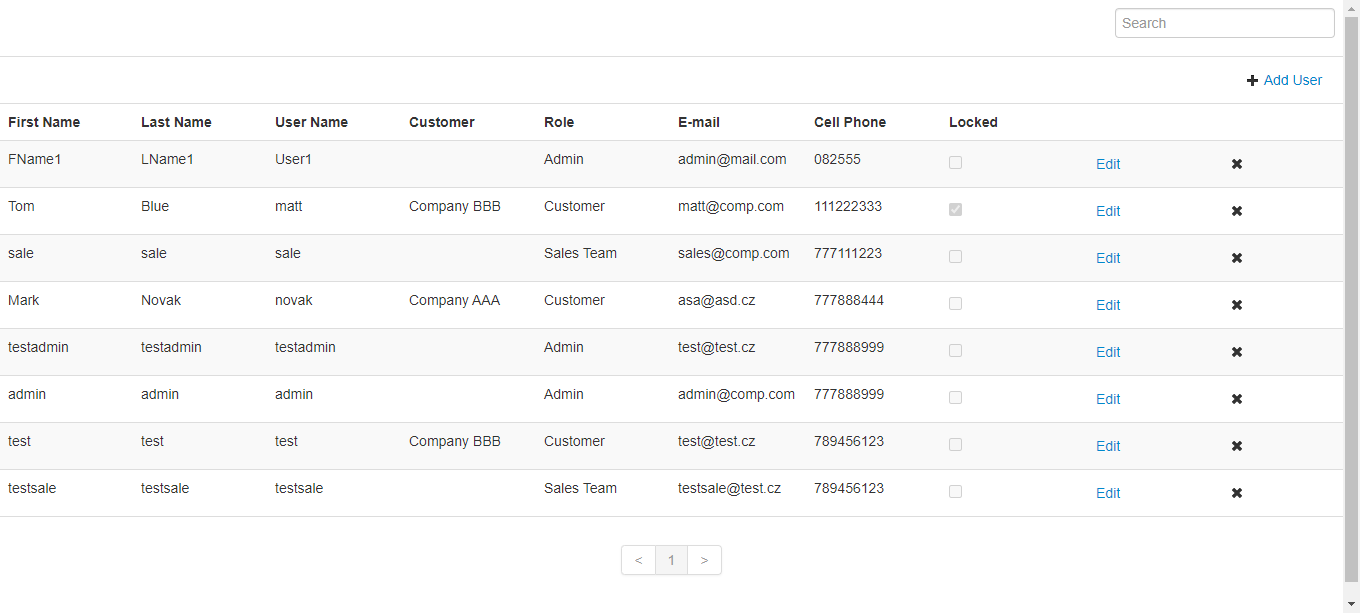 Search
Add User
First Name Last Name User Name Customer Role E-mail Cell Phone Locked
FName1 LName1 User1 Admin admin@mail.com 082555 Edit
Tom Blue matt Company BBB Customer matt@comp.com 111222333 Edit
sale sale sale Sales Team sales@comp.com 777111223 Edit
Mark Novak novak Company AAA Customer asa@asd.cz 777888444 Edit
testadmin testadmin testadmin Admin test@test.cz 777888999 Edit
admin admin admin Admin admin@comp.com 777888999 Edit
test test test Company BBB Customer test@test.cz 789456123 Edit
testsale testsale testsale Sales Team testsale@test.cz 789456123 Edit
< 1 >